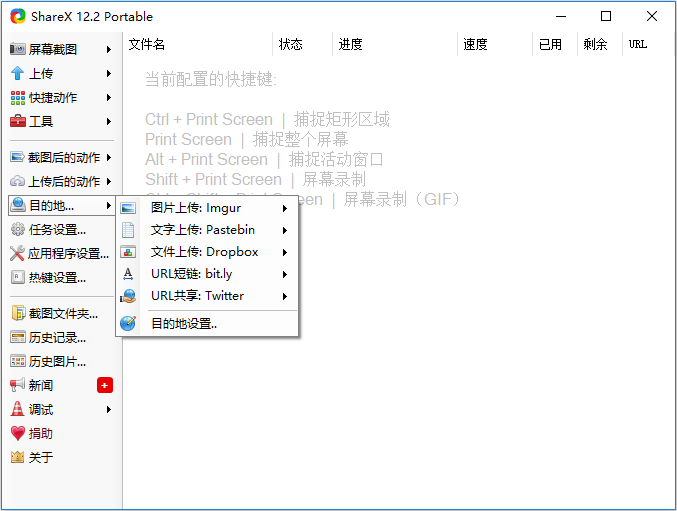 ShareX 12.2 Portable
屏幕截图
上传
快捷动作
工具
截图后的动作
上传后的动作
目的地...
任务设置...
应用程序设置...
热键设置...
截图文件夹...
历史记录...
历史图片...
新闻
+
调试
捐助
关于
文件名 状态 进度 速度 已用 剩余 URL
当前配置的快捷键:
Ctrl + Print Screen | 捕捉矩形区域
Print Screen | 捕捉整个屏幕
Alt + Print Screen | 捕捉活动窗口
Shift + Print Screen | 屏幕录制
Screen | 屏幕录制（GIF）
图片上传: Imgur
文字上传: Pastebin
文件上传: Dropbox
URL短链: bit.ly
URL共享: Twitter
目的地设置..